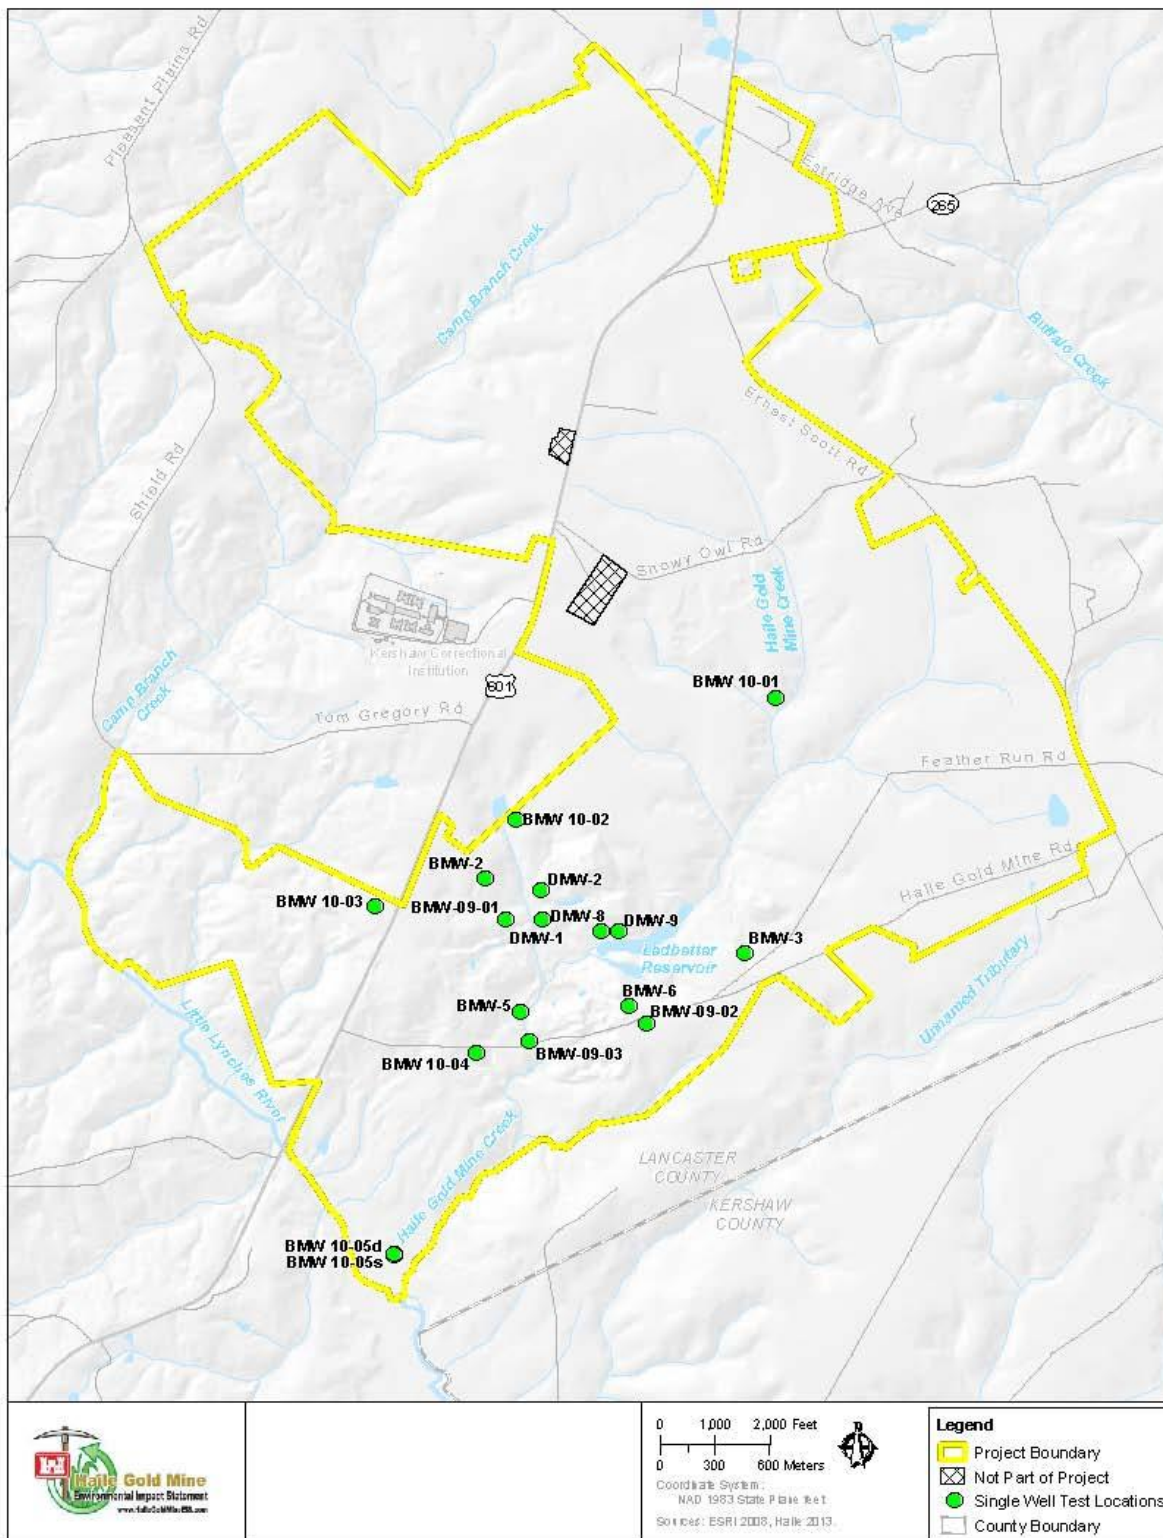 Pleasant Plains Rd
Estridge Ave
265
Camp Branch Creek
Buffalo Creek
Ernest Scott Rd
Shield Rd
Snowy Owl Rd
Haile Gold
Mine Creek
Kershaw Correctional
Institution
BMW 10-01
601
Camp Branch
Creek
Tom Gregory Rd
Feather Run Rd
BMW 10-02
Haile Gold Mine Rd
BMW-2
DMW-2
BMW 10-03
BMW-09-01
DMW-8
DMW-9
DMW-1
BMW-3
Ledbetter
Reservoir
BMW-6
BMW-5
BMW-09-02
Unnamed Tributary
Little Lynches River
BMW-09-03
BMW 10-04
Haile Gold Mine Creek
LANCASTER
COUNTY
KERSHAW
COUNTY
BMW 10-05d
BMW 10-05s
Haile Gold Mine
Environmental Impact Statement
www.HaileGoldMineEIS.com
0 1,000 2,000 Feet
0 300 600 Meters
N
Coordinate System:
NAD 1983 State Plane feet
Sources: ESRI 2008, Haile 2013.
Legend
Project Boundary
Not Part of Project
Single Well Test Locations
County Boundary